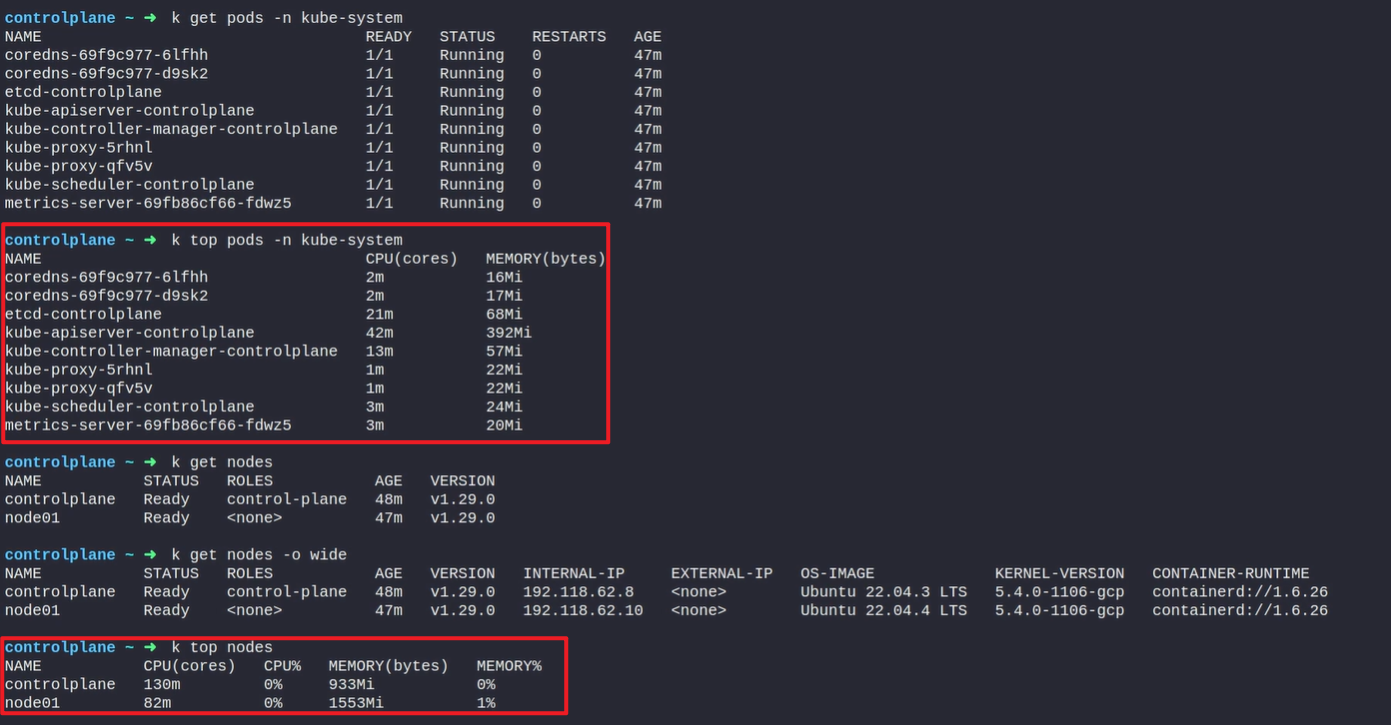 controlplane ~ ➜ k get pods -n kube-system
NAME READY STATUS RESTARTS AGE
coredns-69f9c977-6lfhh 1/1 Running 0 47m
coredns-69f9c977-d9sk2 1/1 Running 0 47m
etcd-controlplane 1/1 Running 0 47m
kube-apiserver-controlplane 1/1 Running 0 47m
kube-controller-manager-controlplane 1/1 Running 0 47m
kube-proxy-5rhnl 1/1 Running 0 47m
kube-proxy-qfv5v 1/1 Running 0 47m
kube-scheduler-controlplane 1/1 Running 0 47m
metrics-server-69fb86cf66-fdwz5 1/1 Running 0 47m
controlplane ~ ➜ k top pods -n kube-system
NAME CPU(cores) MEMORY(bytes)
coredns-69f9c977-6lfhh 2m 16Mi
coredns-69f9c977-d9sk2 2m 17Mi
etcd-controlplane 21m 68Mi
kube-apiserver-controlplane 42m 392Mi
kube-controller-manager-controlplane 13m 57Mi
kube-proxy-5rhnl 1m 22Mi
kube-proxy-qfv5v 1m 22Mi
kube-scheduler-controlplane 3m 24Mi
metrics-server-69fb86cf66-fdwz5 3m 20Mi
controlplane ~ ➜ k get nodes
NAME STATUS ROLES AGE VERSION
controlplane Ready control-plane 48m v1.29.0
node01 Ready <none> 47m v1.29.0
controlplane ~ ➜ k get nodes -o wide
NAME STATUS ROLES AGE VERSION INTERNAL-IP EXTERNAL-IP OS-IMAGE KERNEL-VERSION CONTAINER-RUNTIME
controlplane Ready control-plane 48m v1.29.0 192.118.62.8 <none> Ubuntu 22.04.3 LTS 5.4.0-1106-gcp containerd://1.6.26
node01 Ready <none> 47m v1.29.0 192.118.62.10 <none> Ubuntu 22.04.4 LTS 5.4.0-1106-gcp containerd://1.6.26
controlplane ~ ➜ k top nodes
NAME CPU(cores) CPU% MEMORY(bytes) MEMORY%
controlplane 130m 0% 933Mi 0%
node01 82m 0% 1553Mi 1%